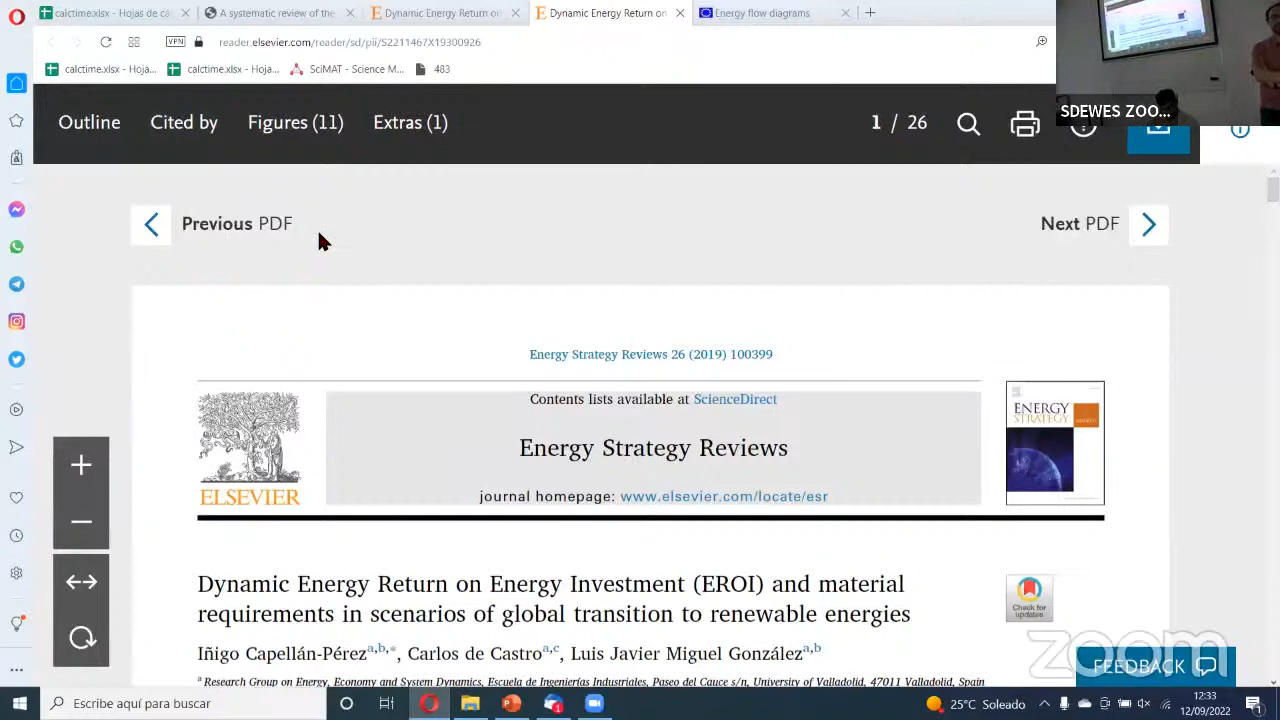 calctime.xlsx - Hojas de cá
A systematic review of the
Dynamic Energy Return on
Dynamic Energy Return on
Energy flow diagrams
VPN
reader.elsevier.com/reader/sd/pii/S2211467X19300926
calctime.xlsx - Hoja...
calctime.xlsx - Hoja...
SciMAT - Science M...
483
SDEWES ZOO...
Outline
Cited by
Figures (11)
Extras (1)
1 / 26
Previous PDF
Next PDF
Energy Strategy Reviews 26 (2019) 100399
Contents lists available at ScienceDirect
Energy Strategy Reviews
journal homepage: www.elsevier.com/locate/esr
ELSEVIER
ENERGY
STRATEGY
Dynamic Energy Return on Energy Investment (EROI) and material
requirements in scenarios of global transition to renewable energies
Check for
updates
Iñigo Capellán-Pérez a,b,*, Carlos de Castro a,c, Luis Javier Miguel González a,b
a Research Group on Energy, Economy and System Dynamics, Escuela de Ingenierías Industriales, Paseo del Cauce s/n, University of Valladolid, 47011 Valladolid, Spain
zoom
FEEDBACK
Escribe aquí para buscar
25°C Soleado
12:33
12/09/2022